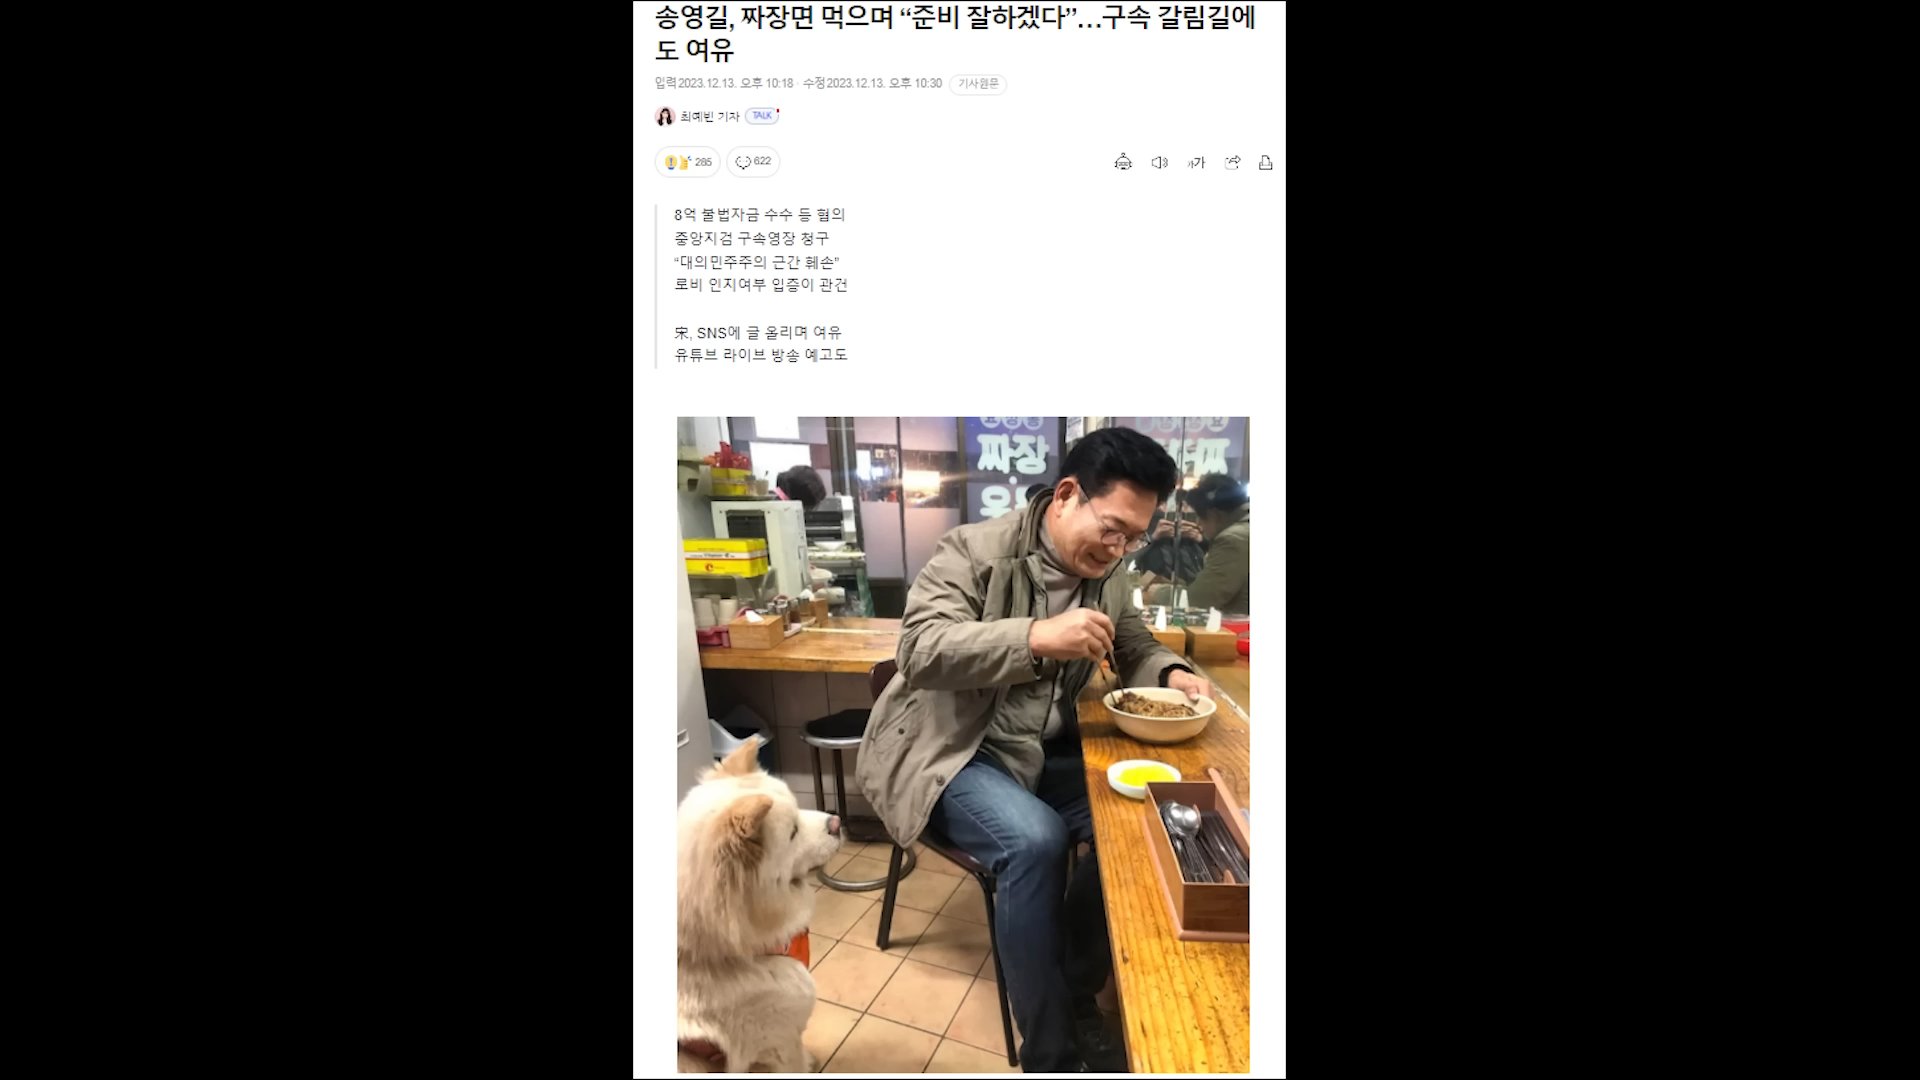 송영길, 짜장면 먹으며 “준비 잘하겠다”…구속 갈림길에
도 여유
입력2023.12.13. 오후 10:18 · 수정2023.12.13. 오후 10:30 기사원문
최예빈 기자 TALK
285 622
가
8억 불법자금 수수 등 혐의
중앙지검 구속영장 청구
“대의민주주의 근간 훼손”
로비 인지여부 입증이 관건
宋, SNS에 글 올리며 여유
유튜브 라이브 방송 예고도
짜장